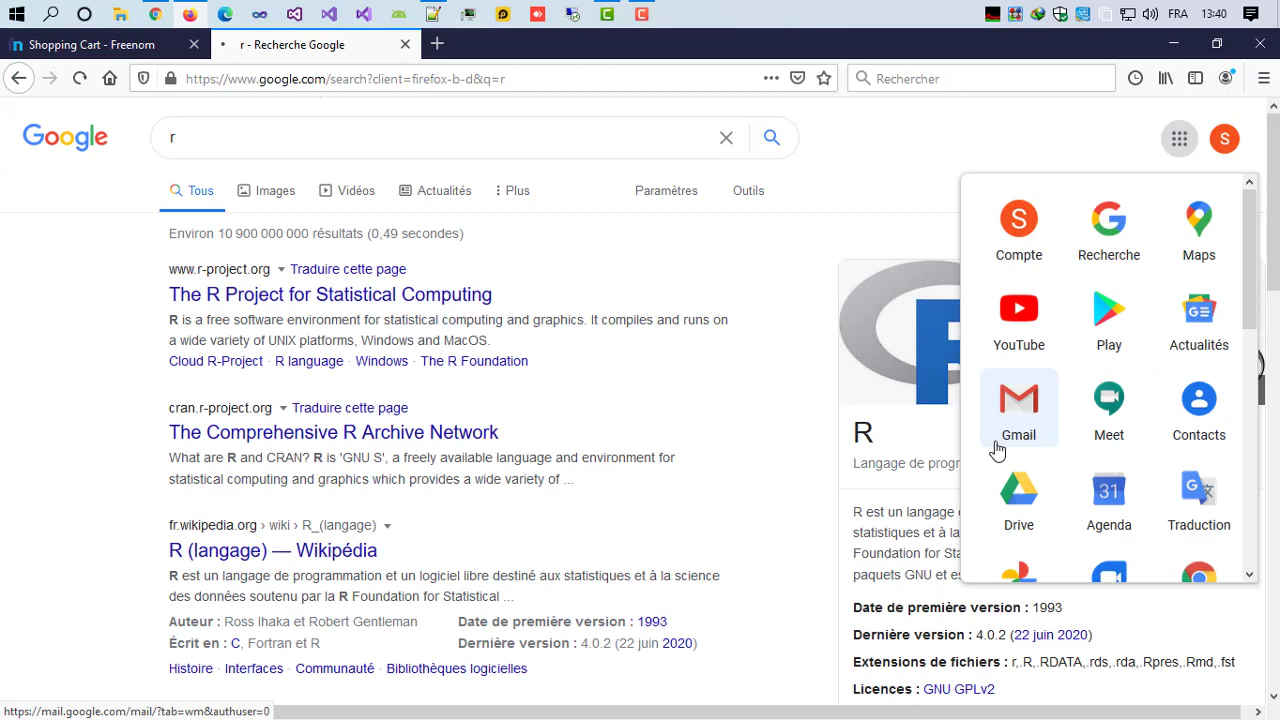 FRA
13:40
Shopping Cart - Freenom
r - Recherche Google
https://www.google.com/search?client=firefox-b-d&q=r
Rechercher
Google
r
S
Tous
Images
Vidéos
Actualités
Plus
Paramètres
Outils
Environ 10 900 000 000 résultats (0,49 secondes)
www.r-project.org Traduire cette page
The R Project for Statistical Computing
R is a free software environment for statistical computing and graphics. It compiles and runs on
a wide variety of UNIX platforms, Windows and MacOS.
Cloud R-Project · R language · Windows · The R Foundation
cran.r-project.org Traduire cette page
The Comprehensive R Archive Network
What are R and CRAN? R is 'GNU S', a freely available language and environment for
statistical computing and graphics which provides a wide variety of ...
fr.wikipedia.org › wiki › R_(langage)
R (langage) — Wikipédia
R est un langage de programmation et un logiciel libre destiné aux statistiques et à la science
des données soutenu par la R Foundation for Statistical ...
Auteur : Ross Ihaka et Robert Gentleman
Date de première version : 1993
Écrit en : C, Fortran et R
Dernière version : 4.0.2 (22 juin 2020)
Histoire · Interfaces · Communauté · Bibliothèques logicielles
R
Langage de progr
R est un langage d
statistiques et à la
Foundation for Sta
paquets GNU et es
Date de première version : 1993
Dernière version : 4.0.2 (22 juin 2020)
Extensions de fichiers : r,.R,.RDATA,.rds,.rda,.Rpres,.Rmd,.fst
Licences : GNU GPLv2
S
Compte
Recherche
Maps
YouTube
Play
Actualités
Gmail
Meet
Contacts
Drive
31
Agenda
Traduction
https://mail.google.com/mail/?tab=wm&authuser=0